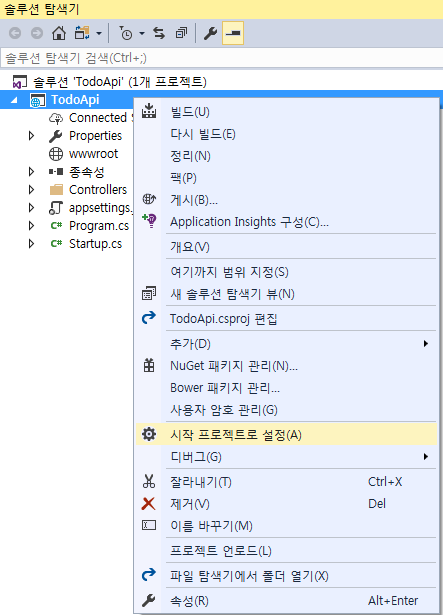 솔루션 탐색기
솔루션 탐색기 검색(Ctrl+;)
솔루션 'TodoApi' (1개 프로젝트)
TodoApi
Connected S
Properties
wwwroot
종속성
Controllers
appsettings.
C# Program.cs
C# Startup.cs
빌드(U)
다시 빌드(E)
정리(N)
팩(P)
게시(B)...
Application Insights 구성(C)...
개요(V)
여기까지 범위 지정(S)
새 솔루션 탐색기 뷰(N)
TodoApi.csproj 편집
추가(D)
NuGet 패키지 관리(N)...
Bower 패키지 관리...
사용자 암호 관리(G)
시작 프로젝트로 설정(A)
디버그(G)
잘라내기(T) Ctrl+X
제거(V) Del
이름 바꾸기(M)
프로젝트 언로드(L)
파일 탐색기에서 폴더 열기(X)
속성(R) Alt+Enter